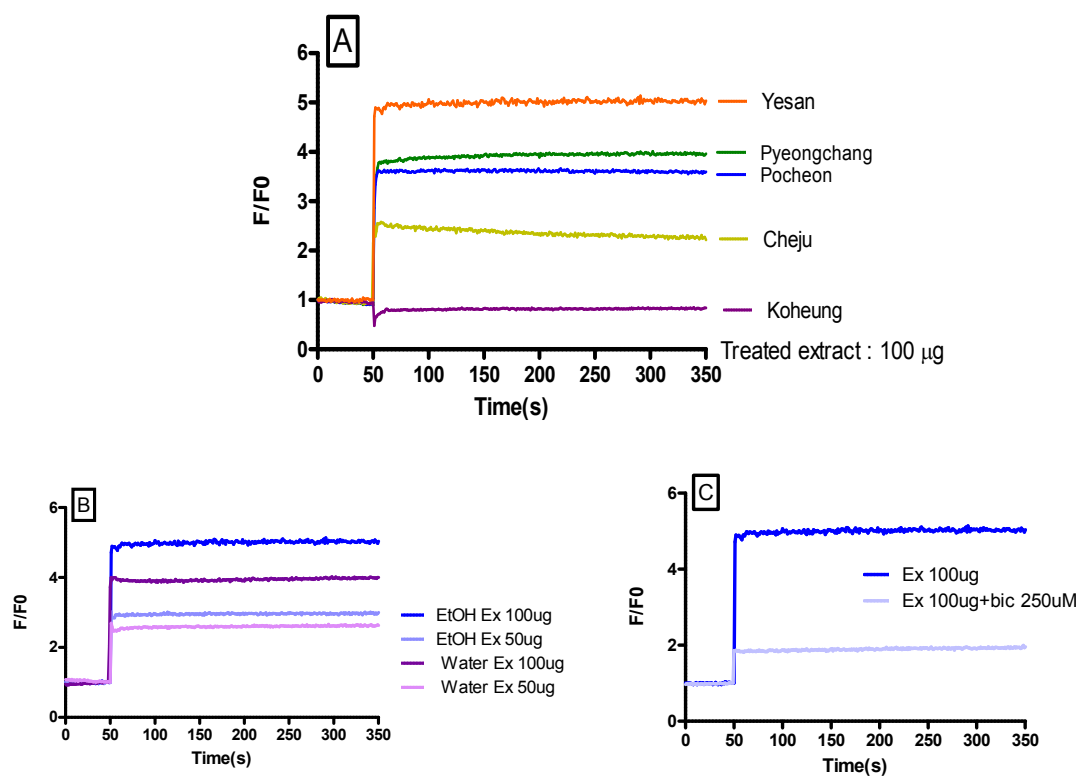 A
6
5
4
3
2
1
0
F/F0
0 50 100 150 200 250 300 350
Time(s)
Yesan
Pyeongchang
Pocheon
Cheju
Koheung
Treated extract : 100 μg
B
6
4
2
0
F/F0
0 50 100 150 200 250 300 350
Time(s)
EtOH Ex 100ug
EtOH Ex 50ug
Water Ex 100ug
Water Ex 50ug
C
6
4
2
0
F/F0
0 50 100 150 200 250 300 350
Time(s)
Ex 100ug
Ex 100ug+bic 250uM